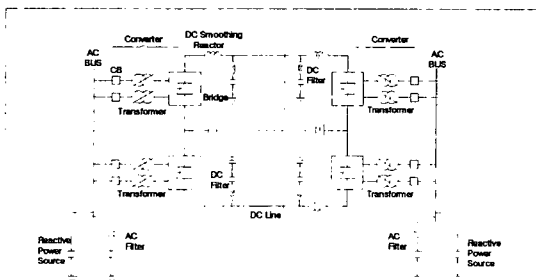 Converter
DC Smoothing
Reactor
Converter
AC
BUS
AC
BUS
CB
DC
Filter
Bridge
Transformer
Transformer
DC
Filter
Transformer
Transformer
DC Line
Reactive
Power
Source
AC
Filter
AC
Filter
Reactive
Power
Source